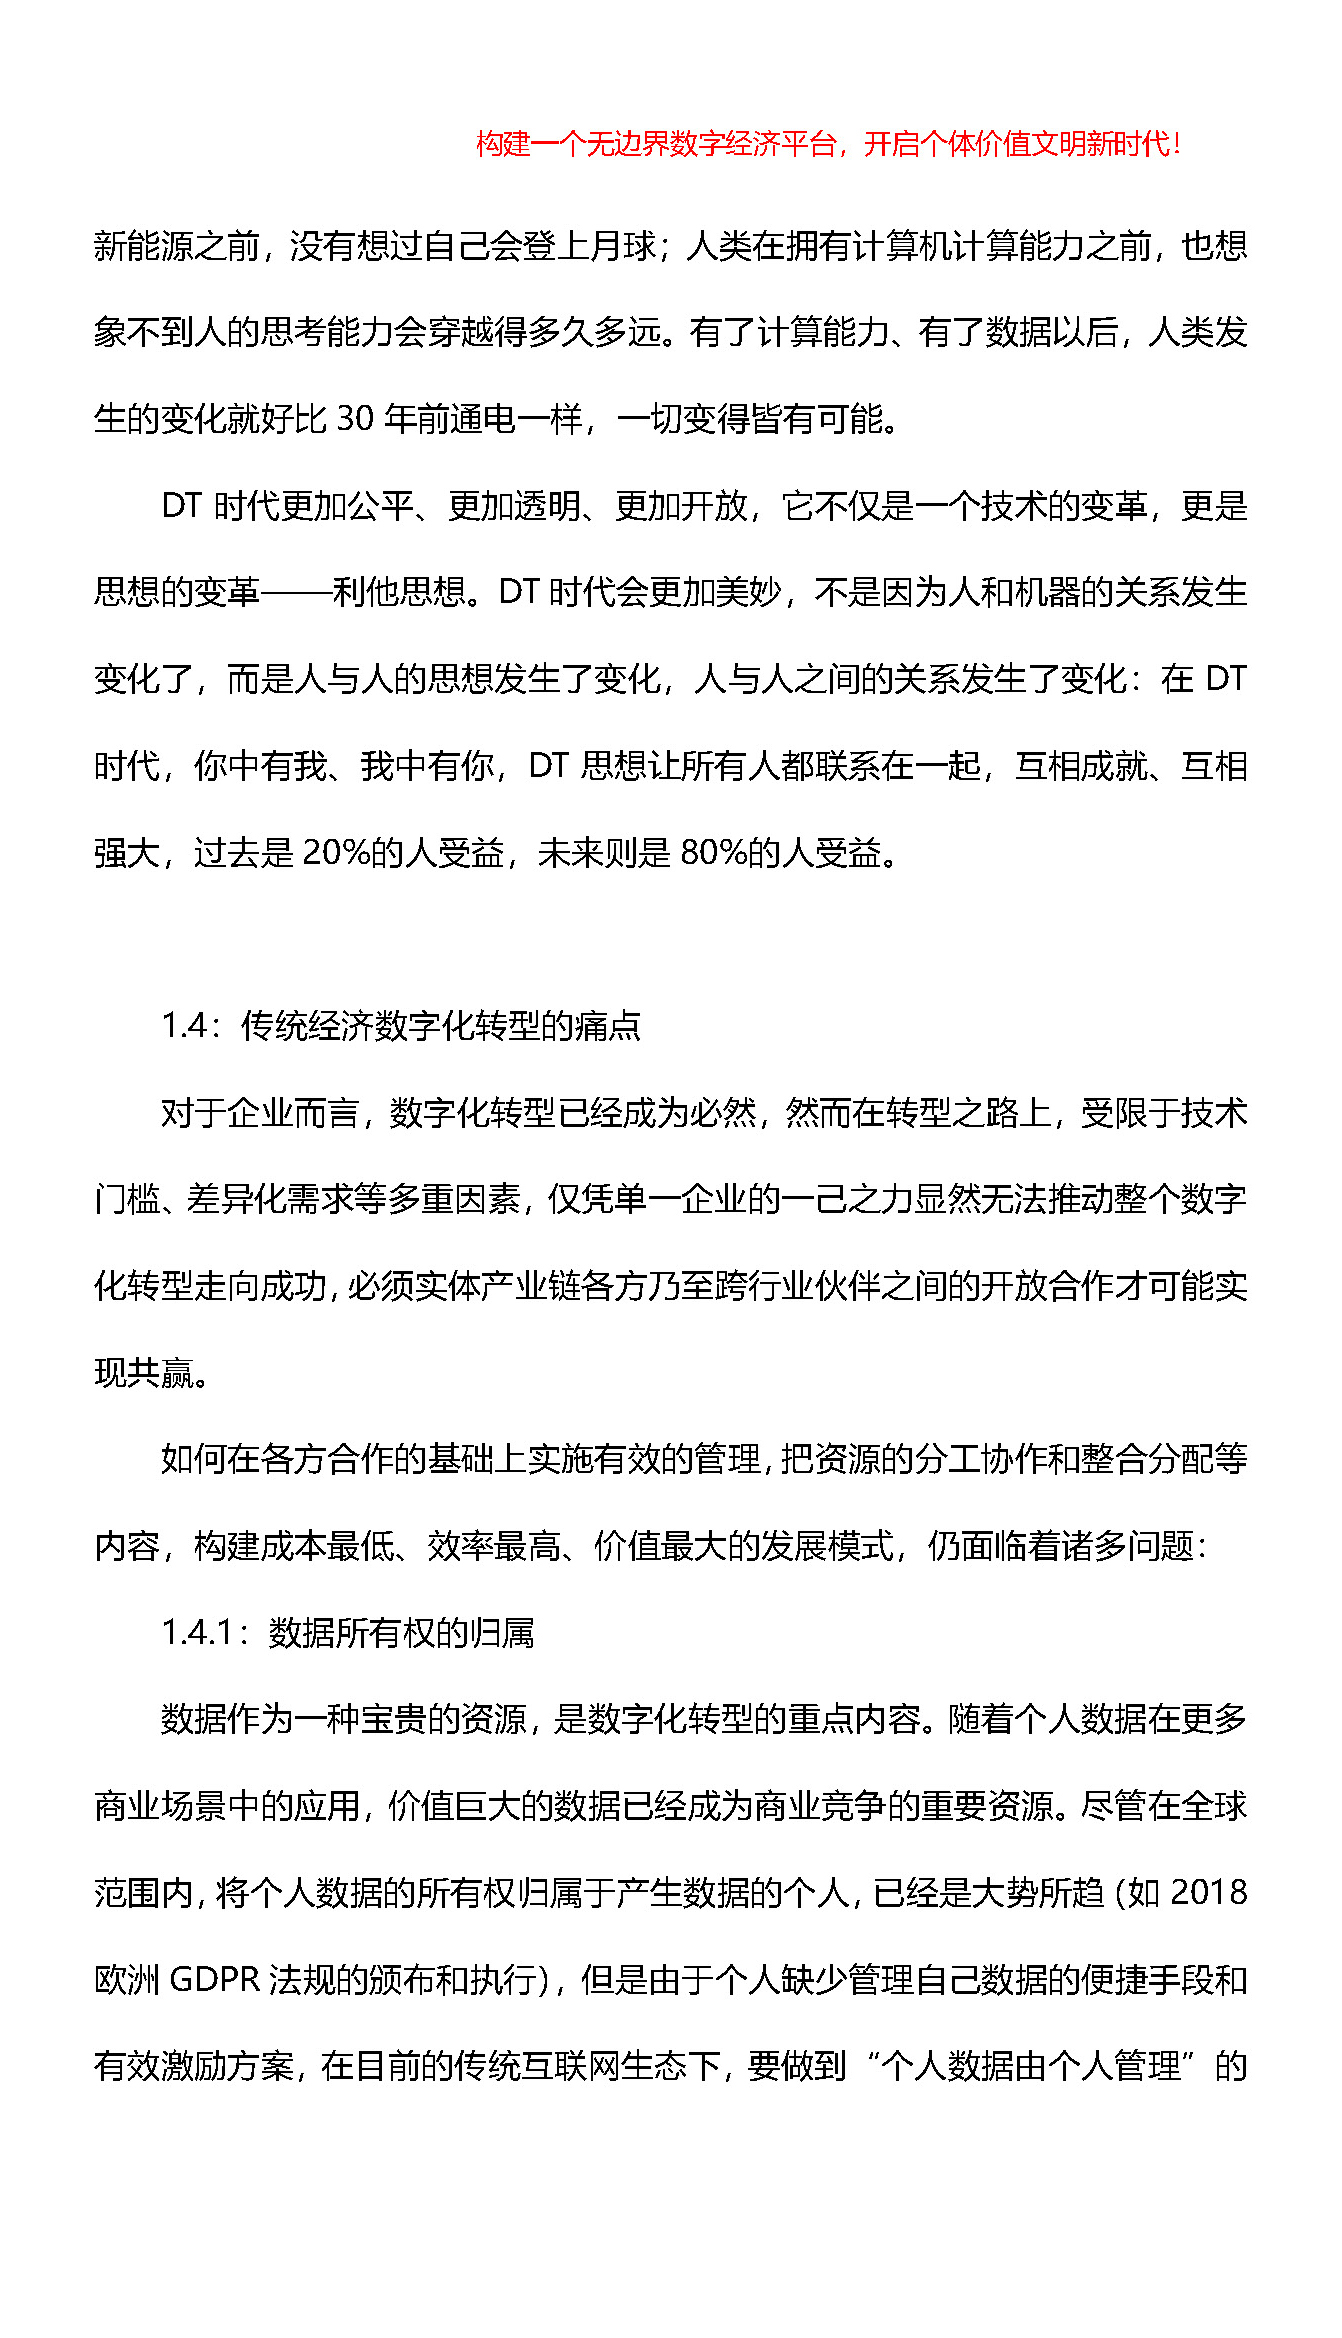 构建一个无边界数字经济平台，开启个体价值文明新时代！
新能源之前，没有想过自己会登上月球；人类在拥有计算机计算能力之前，也想
象不到人的思考能力会穿越得多久多远。有了计算能力、有了数据以后，人类发
生的变化就好比 30 年前通电一样，一切变得皆有可能。
DT 时代更加公平、更加透明、更加开放，它不仅是一个技术的变革，更是
思想的变革——利他思想。DT 时代会更加美妙，不是因为人和机器的关系发生
变化了，而是人与人的思想发生了变化，人与人之间的关系发生了变化：在 DT
时代，你中有我、我中有你，DT 思想让所有人都联系在一起，互相成就、互相
强大，过去是 20%的人受益，未来则是 80%的人受益。
1.4：传统经济数字化转型的痛点
对于企业而言，数字化转型已经成为必然，然而在转型之路上，受限于技术
门槛、差异化需求等多重因素，仅凭单一企业的一己之力显然无法推动整个数字
化转型走向成功，必须实体产业链各方乃至跨行业伙伴之间的开放合作才可能实
现共赢。
如何在各方合作的基础上实施有效的管理，把资源的分工协作和整合分配等
内容，构建成本最低、效率最高、价值最大的发展模式，仍面临着诸多问题：
1.4.1：数据所有权的归属
数据作为一种宝贵的资源，是数字化转型的重点内容。随着个人数据在更多
商业场景中的应用，价值巨大的数据已经成为商业竞争的重要资源。尽管在全球
范围内，将个人数据的所有权归属于产生数据的个人，已经是大势所趋（如 2018
欧洲 GDPR 法规的颁布和执行），但是由于个人缺少管理自己数据的便捷手段和
有效激励方案，在目前的传统互联网生态下，要做到“个人数据由个人管理”的